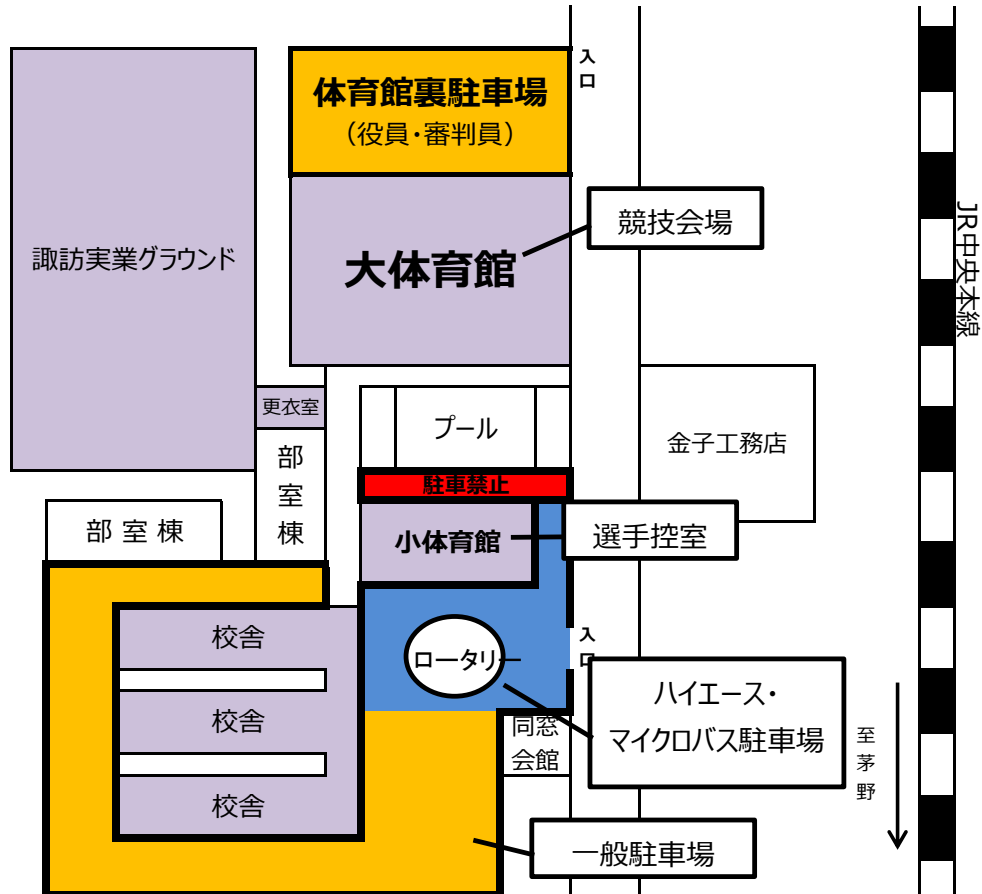 入
口
体育館裏駐車場
（役員・審判員）
競技会場
諏訪実業グラウンド
大体育館
JR中央本線
更衣室
プール
金子工務店
部
室
棟
駐車禁止
部 室 棟
小体育館
選手控室
校舎
入
口
ロータリー
ハイエース・
マイクロバス駐車場
校舎
同窓
会館
至
茅
野
校舎
一般駐車場